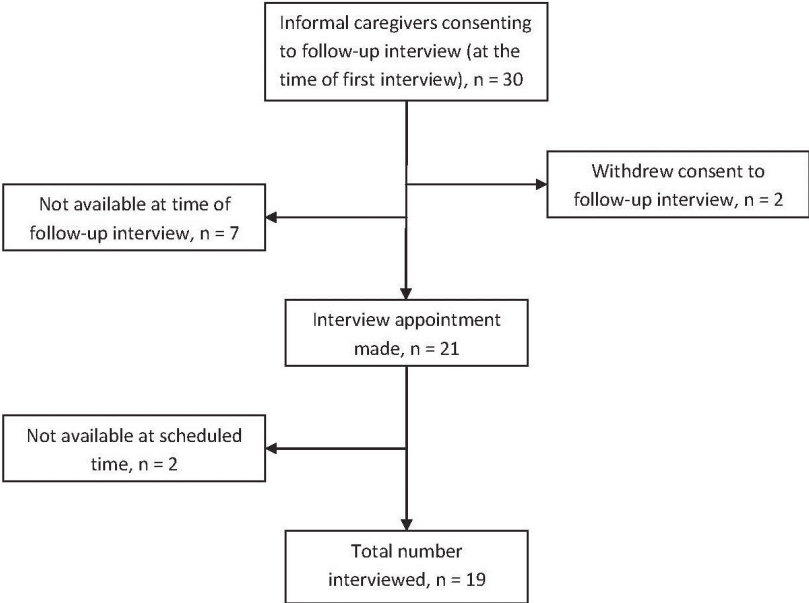 Informal caregivers consenting
to follow-up interview (at the
time of first interview), n = 30
Withdrew consent to
follow-up interview, n = 2
Not available at time of
follow-up interview, n = 7
Interview appointment
made, n = 21
Not available at scheduled
time, n = 2
Total number
interviewed, n = 19